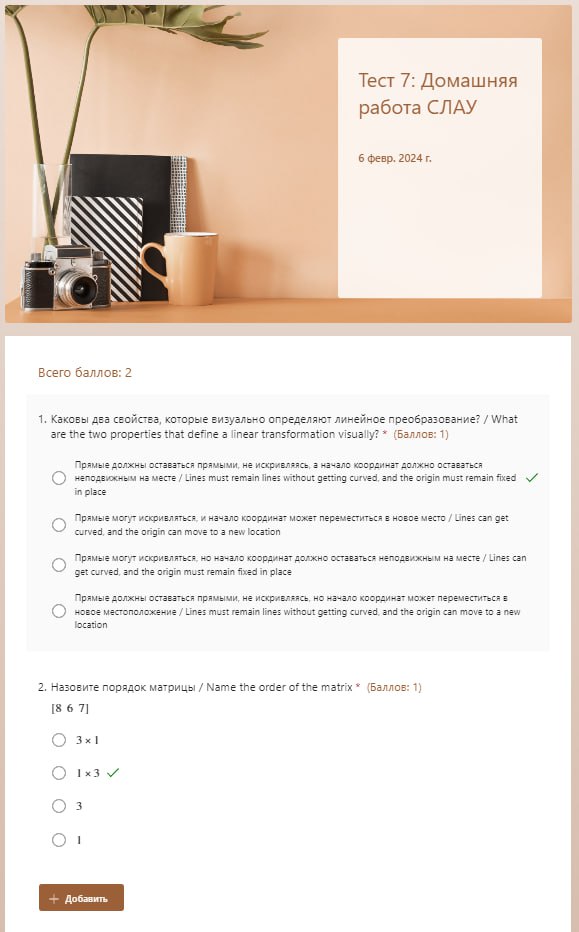 Тест 7: Домашняя
работа СЛАУ
6 февр. 2024 г.
Всего баллов: 2
1. Каковы два свойства, которые визуально определяют линейное преобразование? / What
are the two properties that define a linear transformation visually? * (Баллов: 1)
Прямые должны оставаться прямыми, не искривляясь, а начало координат должно оставаться
неподвижным на месте / Lines must remain lines without getting curved, and the origin must remain fixed
in place
Прямые могут искривляться, и начало координат может переместиться в новое место / Lines can get
curved, and the origin can move to a new location
Прямые могут искривляться, но начало координат должно оставаться неподвижным на месте / Lines can
get curved, and the origin must remain fixed in place
Прямые должны оставаться прямыми, не искривляясь, но начало координат может переместиться в
новое местоположение / Lines must remain lines without getting curved, and the origin can move to a new
location
2. Назовите порядок матрицы / Name the order of the matrix * (Баллов: 1)
[8 6 7]
3 × 1
1 × 3
3
1
+ Добавить